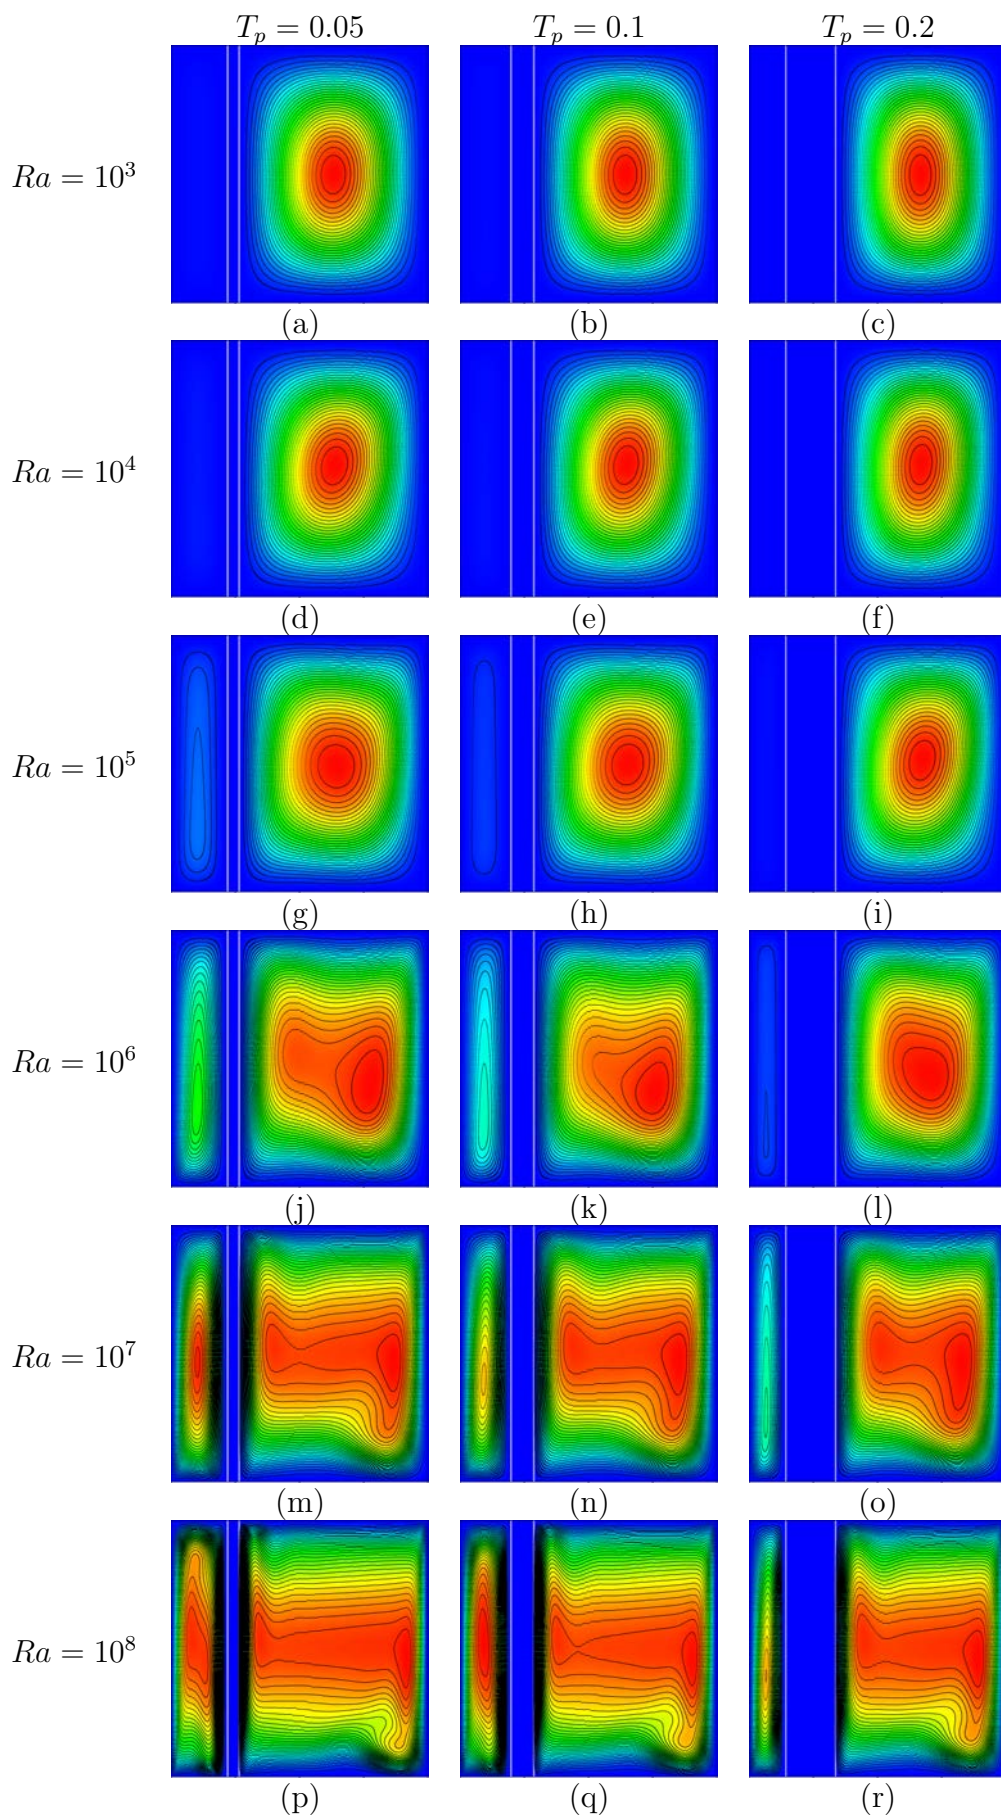 T_p = 0.05 T_p = 0.1 T_p = 0.2
Ra = 10^3
(a) (b) (c)
Ra = 10^4
(d) (e) (f)
Ra = 10^5
(g) (h) (i)
Ra = 10^6
(j) (k) (l)
Ra = 10^7
(m) (n) (o)
Ra = 10^8
(p) (q) (r)